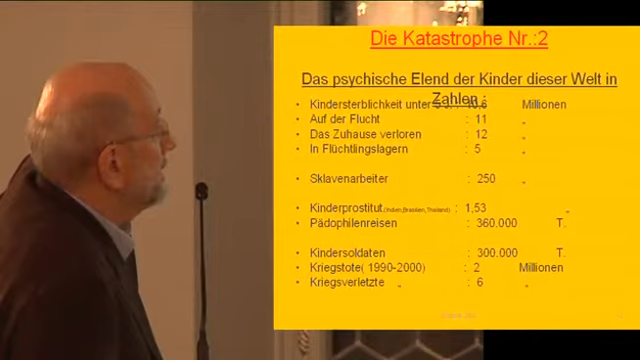 Die Katastrophe Nr.:2
Das psychische Elend der Kinder dieser Welt in
Zahlen :
• Kindersterblichkeit unter 10.6 Millionen
• Auf der Flucht : 11 „
• Das Zuhause verloren : 12 „
• In Flüchtlingslagern : 5 „
• Sklavenarbeiter : 250 „
• Kinderprostitut.(Indien,Brasilien,Thailand) : 1,53 „
• Pädophilenreisen : 360.000 T.
• Kindersoldaten : 300.000 T.
• Kriegstote( 1990-2000) : 2 Millionen
• Kriegsverletzte „ : 6 „